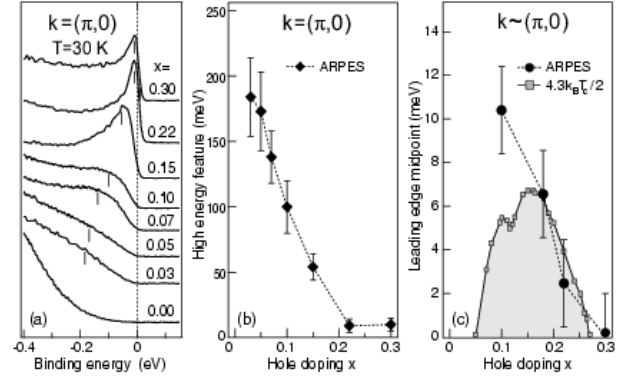 k=(π,0)
T=30 K
x=
0.30
0.22
0.15
0.10
0.07
0.05
0.03
0.00
(a)
-0.4
-0.2
0
Binding energy (eV)
k=(π,0)
ARPES
High energy feature (meV)
250
200
150
100
50
0
(b)
0
0.1
0.2
0.3
Hole doping x
k~(π,0)
ARPES
4.3kBTc/2
Leading edge midpoint (meV)
14
12
10
8
6
4
2
0
(c)
0
0.1
0.2
0.3
Hole doping x